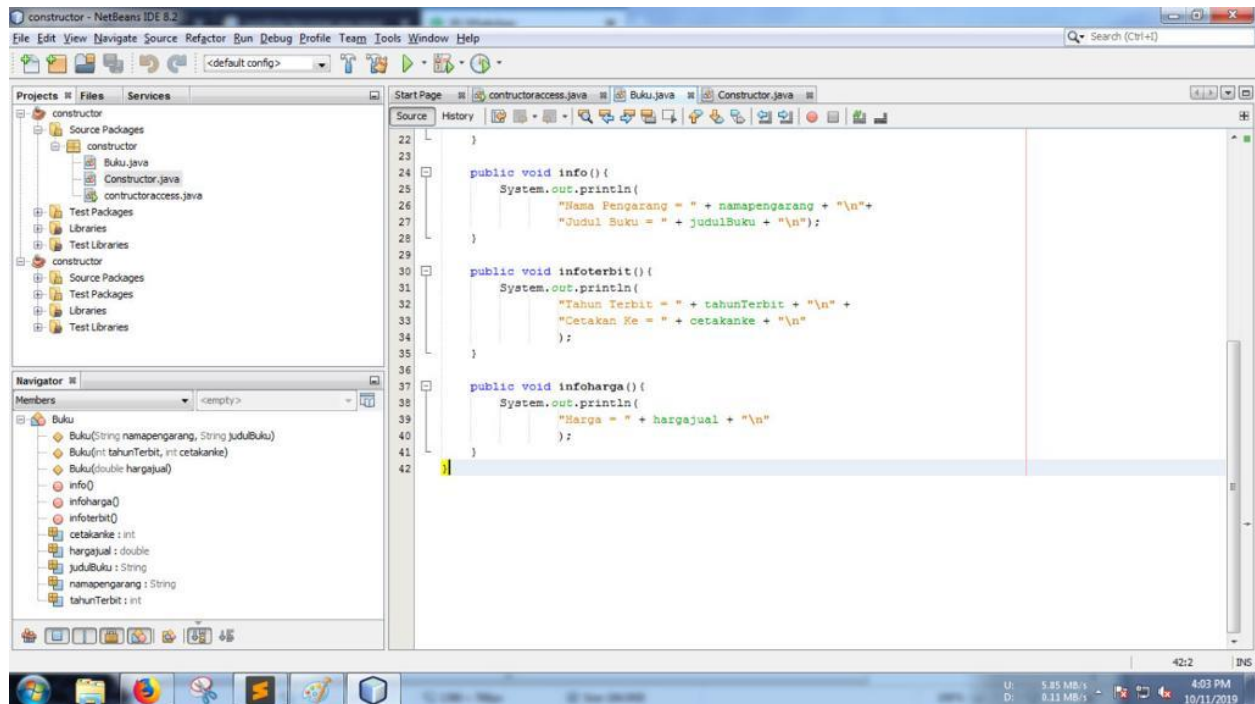 constructor - NetBeans IDE 8.2
File Edit View Navigate Source Refactor Run Debug Profile Team Tools Window Help
Search (Ctrl+I)
<default config>
Projects Files Services
constructor
Source Packages
constructor
Buku.java
Constructor.java
contructoraccess.java
Test Packages
Libraries
Test Libraries
constructor
Source Packages
Test Packages
Libraries
Test Libraries
Navigator
Members <empty>
Buku
Buku(String namapengarang, String judulBuku)
Buku(int tahunTerbit, int cetakanke)
Buku(double hargajual)
info()
infoharga()
infoterbit()
cetakanke : int
hargajual : double
judulBuku : String
namapengarang : String
tahunTerbit : int
Start Page contructoraccess.java Buku.java Constructor.java
Source History
22 }
23
24 public void info(){
25 System.out.println(
26 "Nama Pengarang = " + namapengarang + "\n"+
27 "Judul Buku = " + judulBuku + "\n");
28 }
29
30 public void infoterbit(){
31 System.out.println(
32 "Tahun Terbit = " + tahunTerbit + "\n" +
33 "Cetakan Ke = " + cetakanke + "\n"
34 );
35 }
36
37 public void infoharga(){
38 System.out.println(
39 "Harga = " + hargajual + "\n"
40 );
41 }
42 }
42:2 INS
U: 5.85 MB/s
D: 0.11 MB/s
4:03 PM
10/11/2019